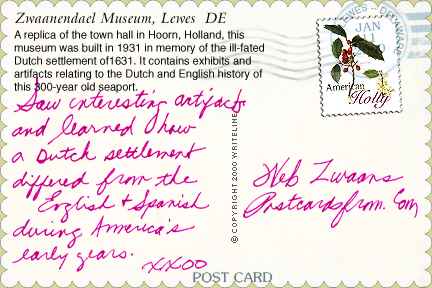 Zwaanendael Museum, Lewes DE
A replica of the town hall in Hoorn, Holland, this
museum was built in 1931 in memory of the ill-fated
Dutch settlement of1631. It contains exhibits and
artifacts relating to the Dutch and English history of
this 300-year old seaport.
Saw interesting artifacts
and learned how
a Dutch settlement
differed from the
English & Spanish
during America's
early years.
XXOO
© COPYRIGHT 2000 WRITELINE
LEWES - DELAWARE
JAN
American
Holly
Web Zwaans
Postcardsfrom.Com
POST CARD